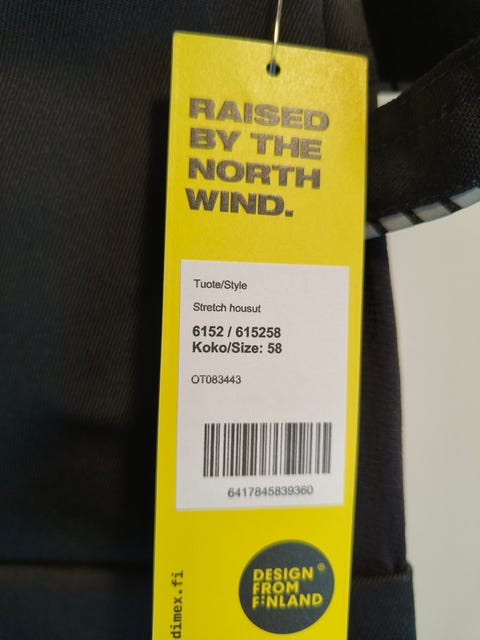 RAISED
BY THE
NORTH
WIND.
Tuote/Style
Stretch housut
6152 / 615258
Koko/Size: 58
OT083443
6417845839360
dimex.fi
DESIGN
FROM
FINLAND